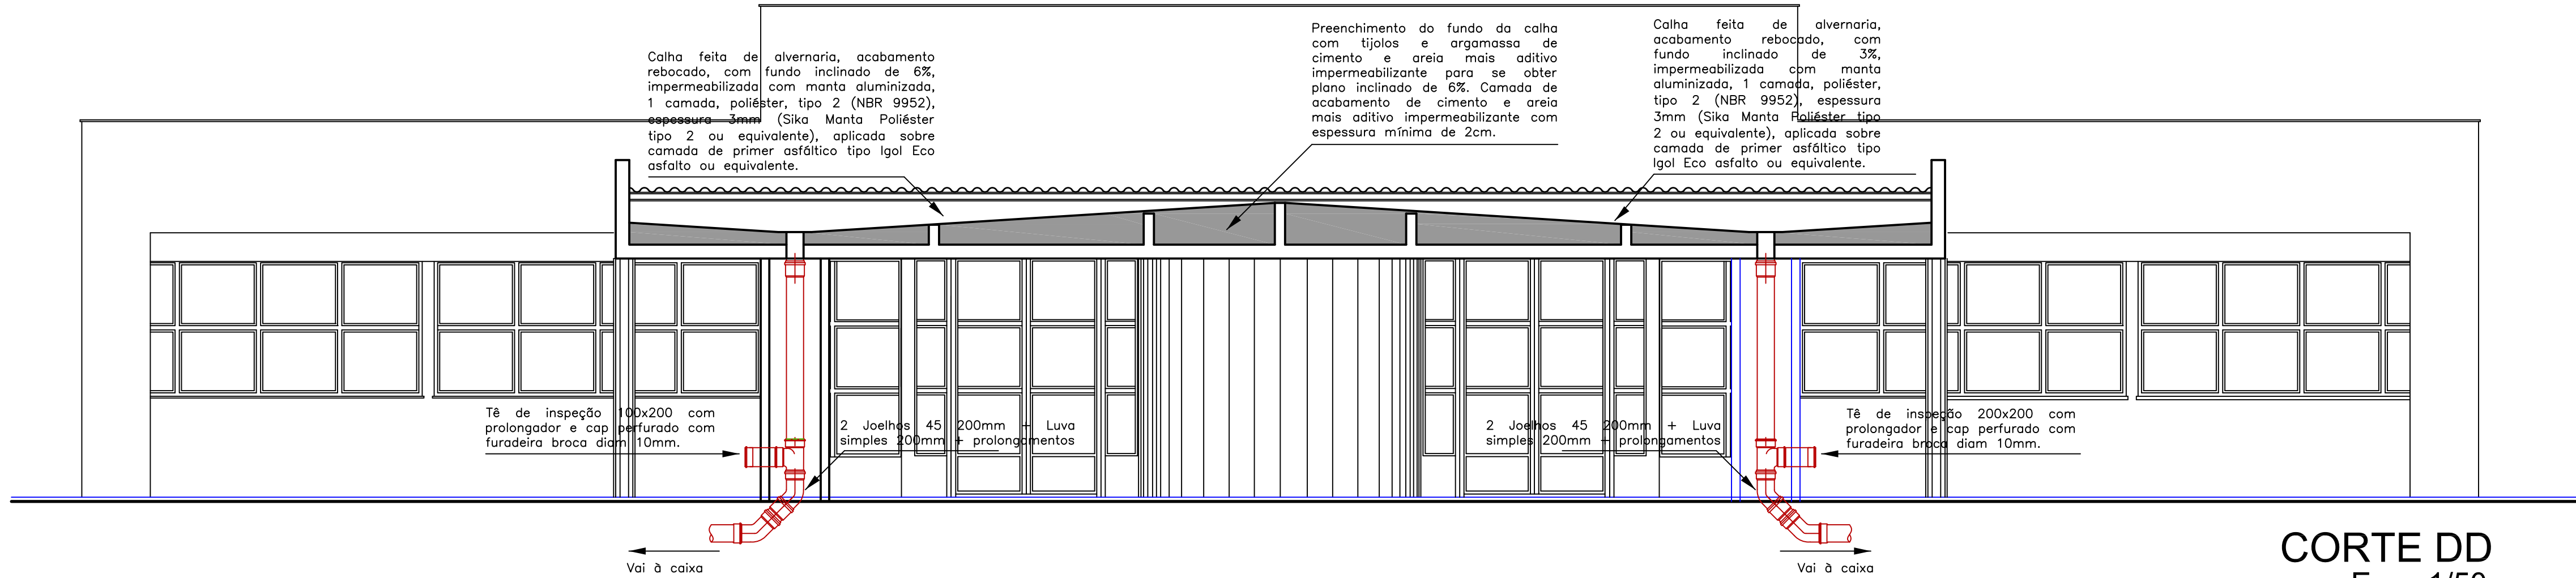 Calha feita de alvernaria, acabamento
rebocado, com fundo inclinado de 6%,
impermeabilizada com manta aluminizada,
1 camada, poliéster, tipo 2 (NBR 9952),
espessura 3mm (Sika Manta Poliéster
tipo 2 ou equivalente), aplicada sobre
camada de primer asfáltico tipo Igol Eco
asfalto ou equivalente.
Preenchimento do fundo da calha
com tijolos e argamassa de
cimento e areia mais aditivo
impermeabilizante para se obter
plano inclinado de 6%. Camada de
acabamento de cimento e areia
mais aditivo impermeabilizante com
espessura mínima de 2cm.
Calha feita de alvernaria,
acabamento rebocado, com
fundo inclinado de 3%,
impermeabilizada com manta
aluminizada, 1 camada, poliéster,
tipo 2 (NBR 9952), espessura
3mm (Sika Manta Poliéster tipo
2 ou equivalente), aplicada sobre
camada de primer asfáltico tipo
Igol Eco asfalto ou equivalente.
Tê de inspeção 100x200 com
prolongador e cap perfurado com
furadeira broca diam 10mm.
2 Joelhos 45 200mm + Luva
simples 200mm + prolongamentos
2 Joelhos 45 200mm + Luva
simples 200mm + prolongamentos
Tê de inspeção 200x200 com
prolongador e cap perfurado com
furadeira broca diam 10mm.
Vai à caixa
Vai à caixa
CORTE DD